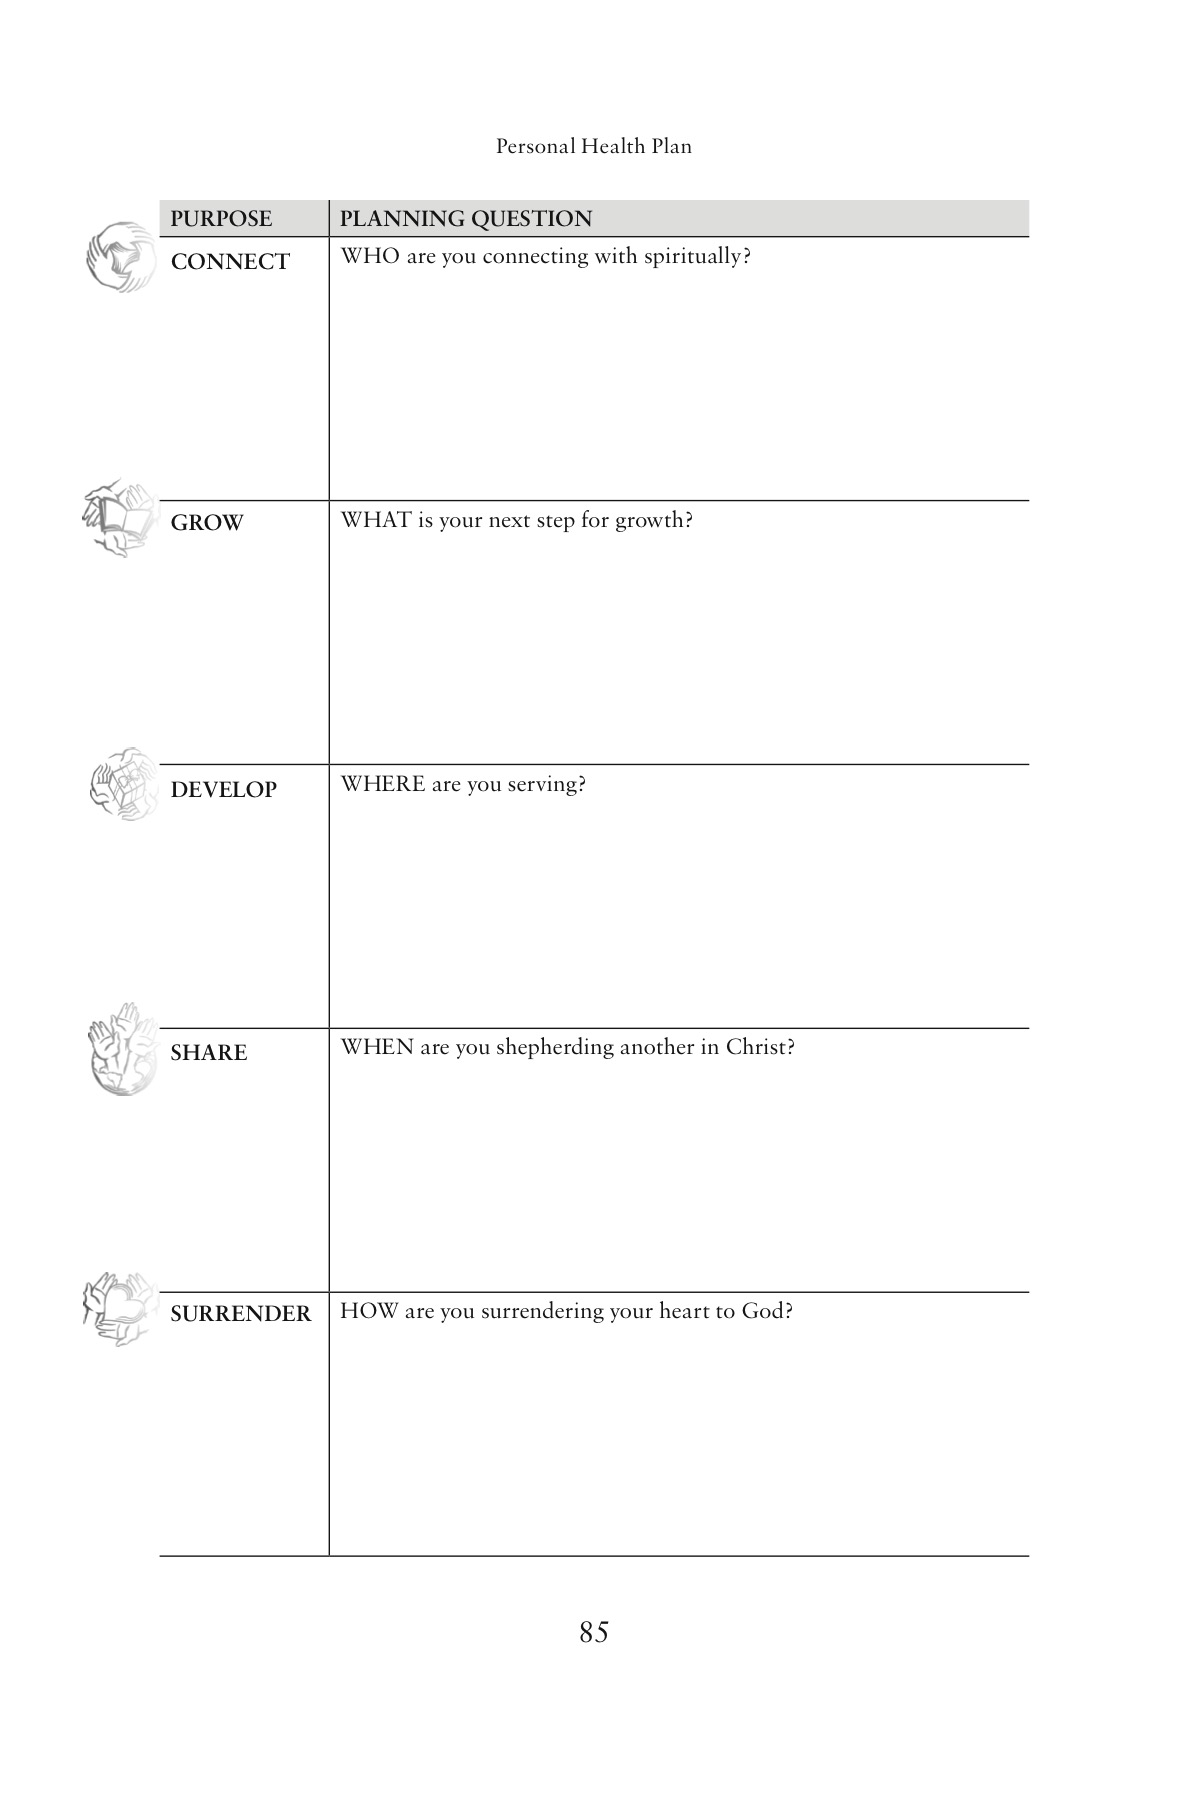 Personal Health Plan
PURPOSE PLANNING QUESTION
CONNECT WHO are you connecting with spiritually?
GROW WHAT is your next step for growth?
DEVELOP WHERE are you serving?
SHARE WHEN are you shepherding another in Christ?
SURRENDER HOW are you surrendering your heart to God?
85